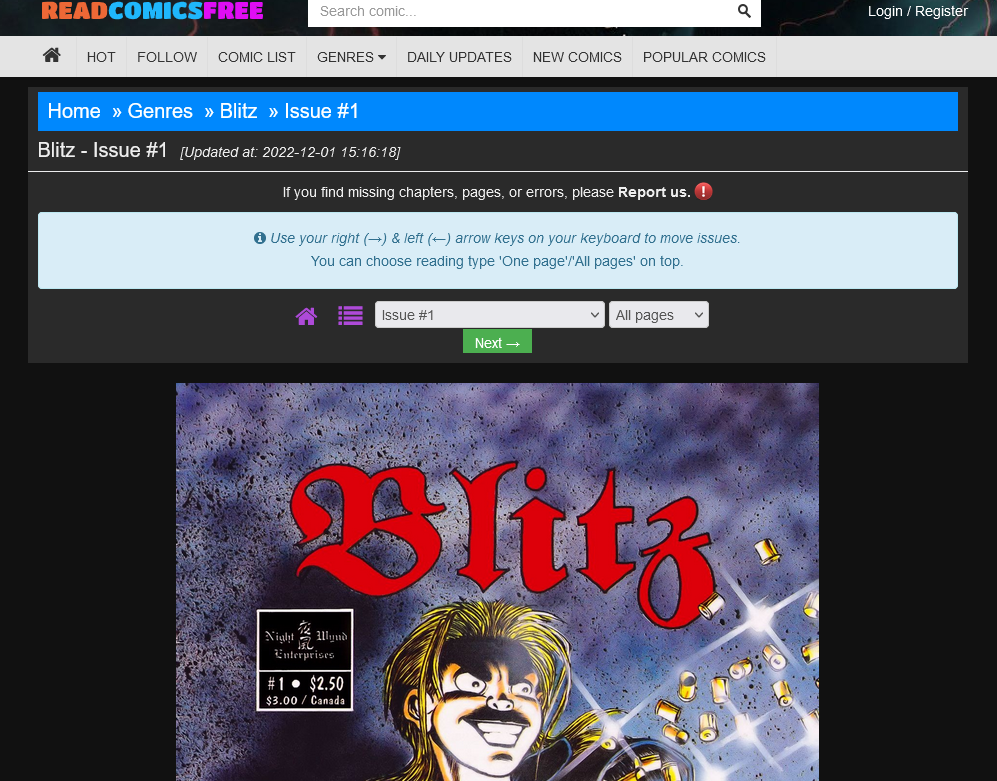 READCOMICSFREE
Search comic...
Login / Register
HOT FOLLOW COMIC LIST GENRES DAILY UPDATES NEW COMICS POPULAR COMICS
Home » Genres » Blitz » Issue #1
Blitz - Issue #1 [Updated at: 2022-12-01 15:16:18]
If you find missing chapters, pages, or errors, please Report us.
Use your right (→) & left (←) arrow keys on your keyboard to move issues.
You can choose reading type 'One page'/'All pages' on top.
Issue #1 All pages
Next →
Blitz
Night 夜風 Wynd
Enterprises
#1 • $2.50
$3.00 / Canada